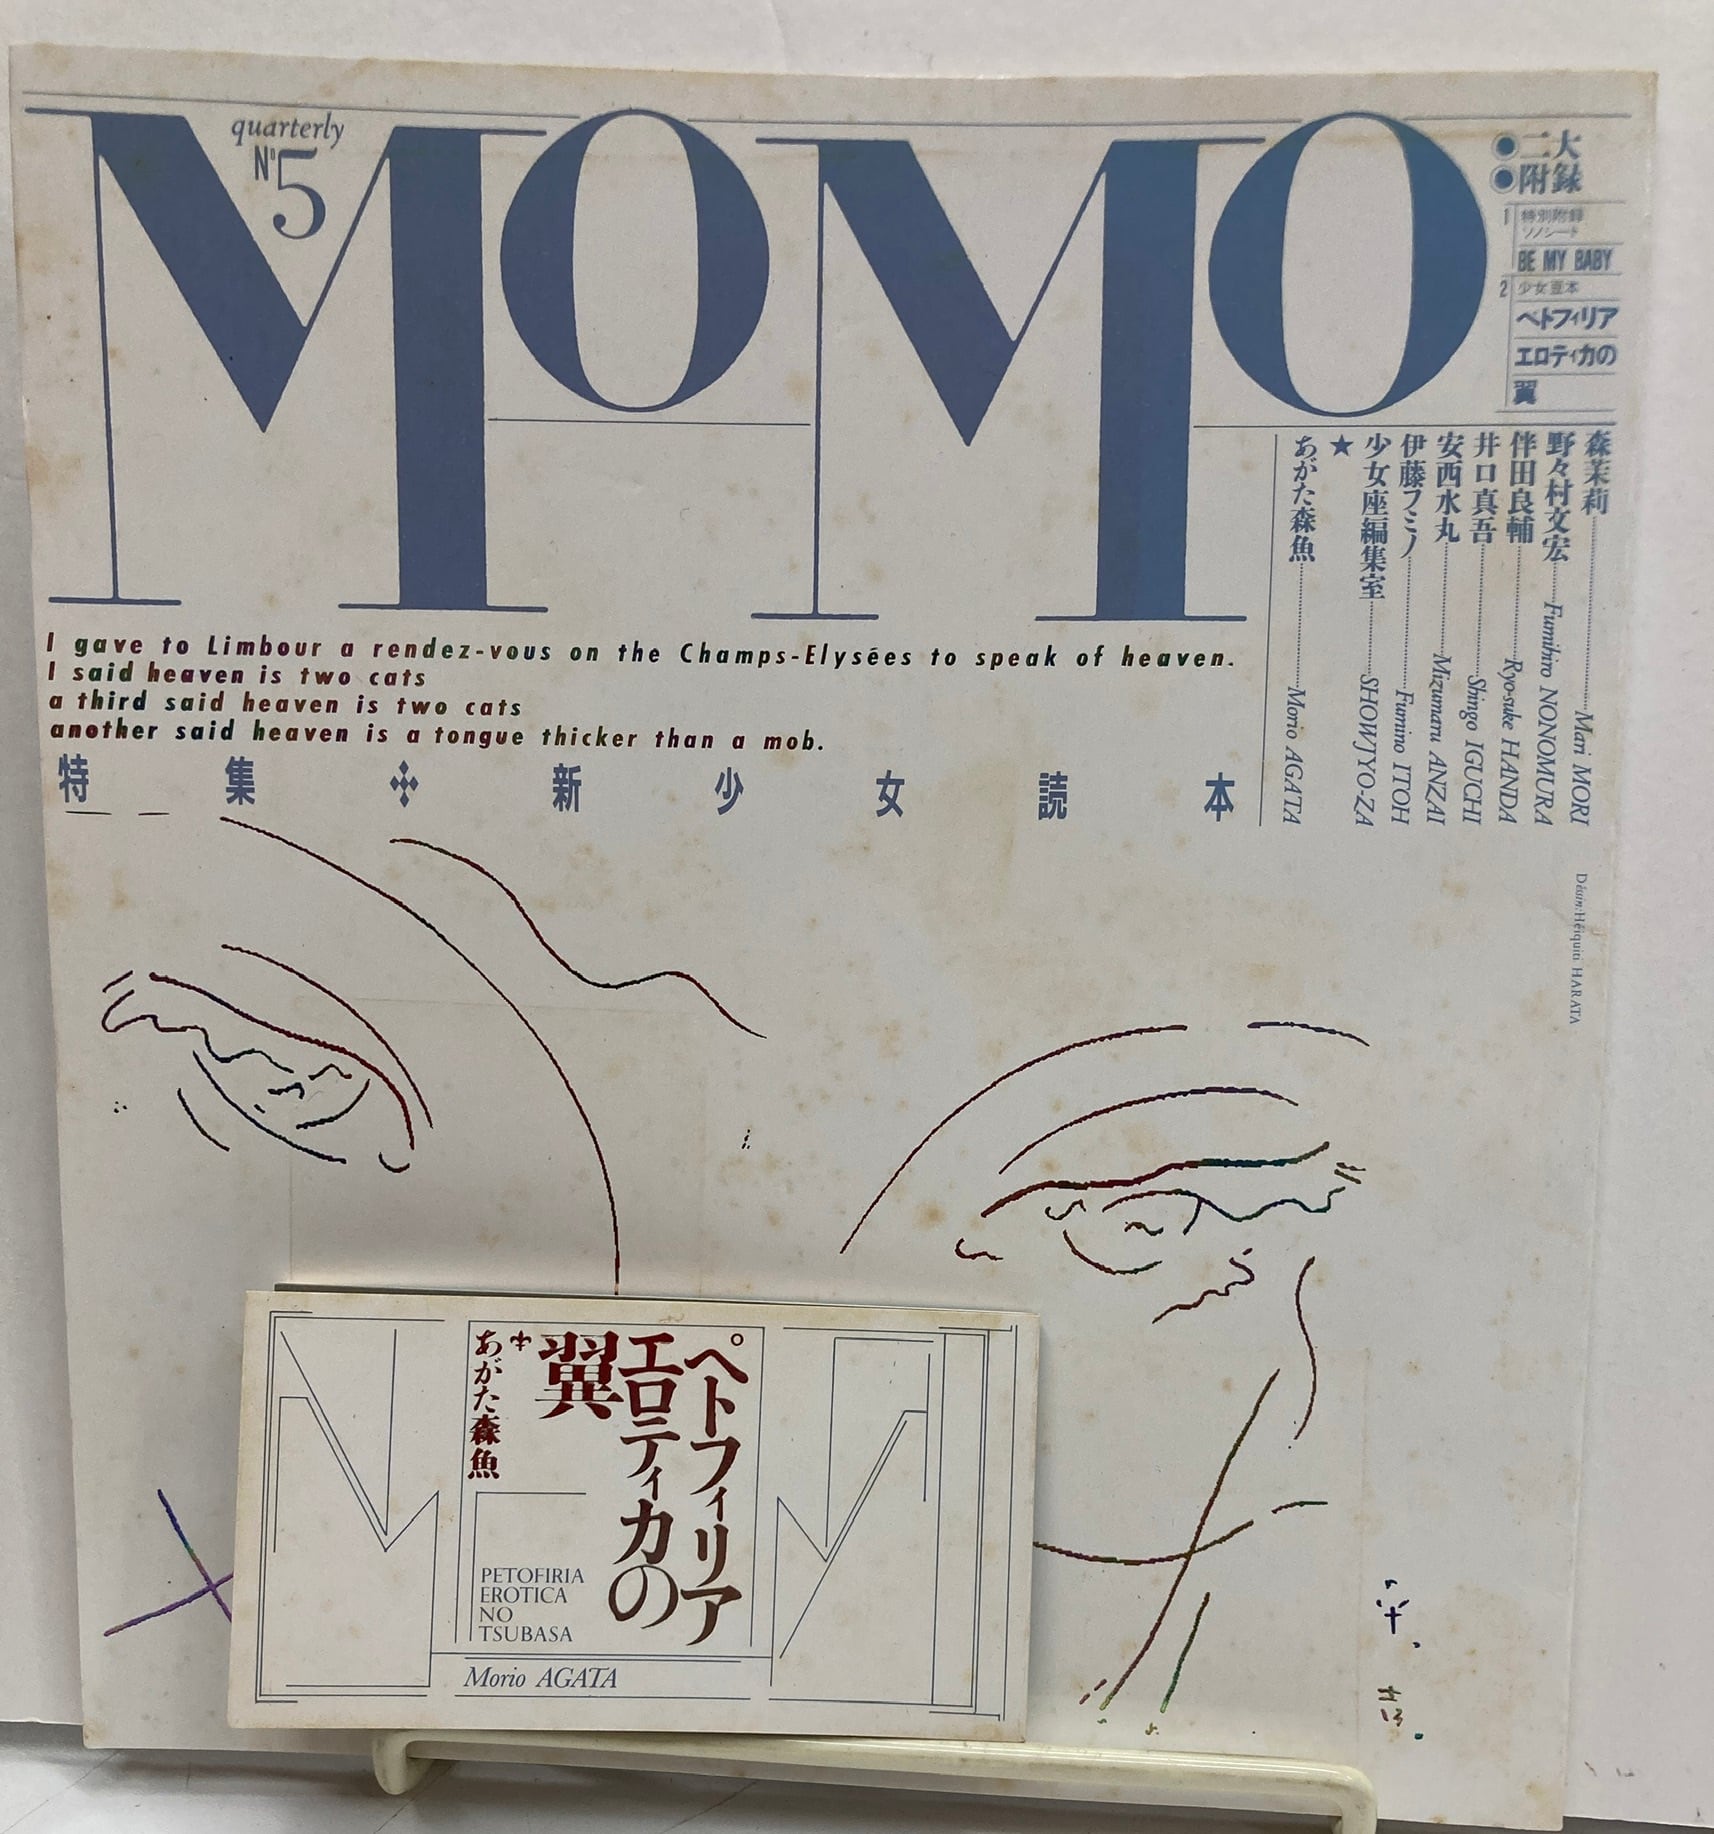 quarterly
N°5
MOMO
●二大
●附録
1 特別附録
ソノシート
BE MY BABY
2 少女豆本
ペトフィリア
エロティカの
翼
森茉莉……Mari MORI
野々村文宏……Fumihiro NONOMURA
伴田良輔……Ryo-suke HANDA
井口真吾……Shingo IGUCHI
安西水丸……Mizumaru ANZAI
伊藤フミノ……Fumino ITOH
少女座編集室……SHOWJYO-ZA
★
あがた森魚……Morio AGATA
I gave to Limbour a rendez-vous on the Champs-Elysées to speak of heaven.
I said heaven is two cats
a third said heaven is two cats
another said heaven is a tongue thicker than a mob.
特集 新少女読本
Désin:Héiquiti HARATA
ペトフィリア
エロティカの
翼
あがた森魚
PETOFIRIA
EROTICA
NO
TSUBASA
Morio AGATA